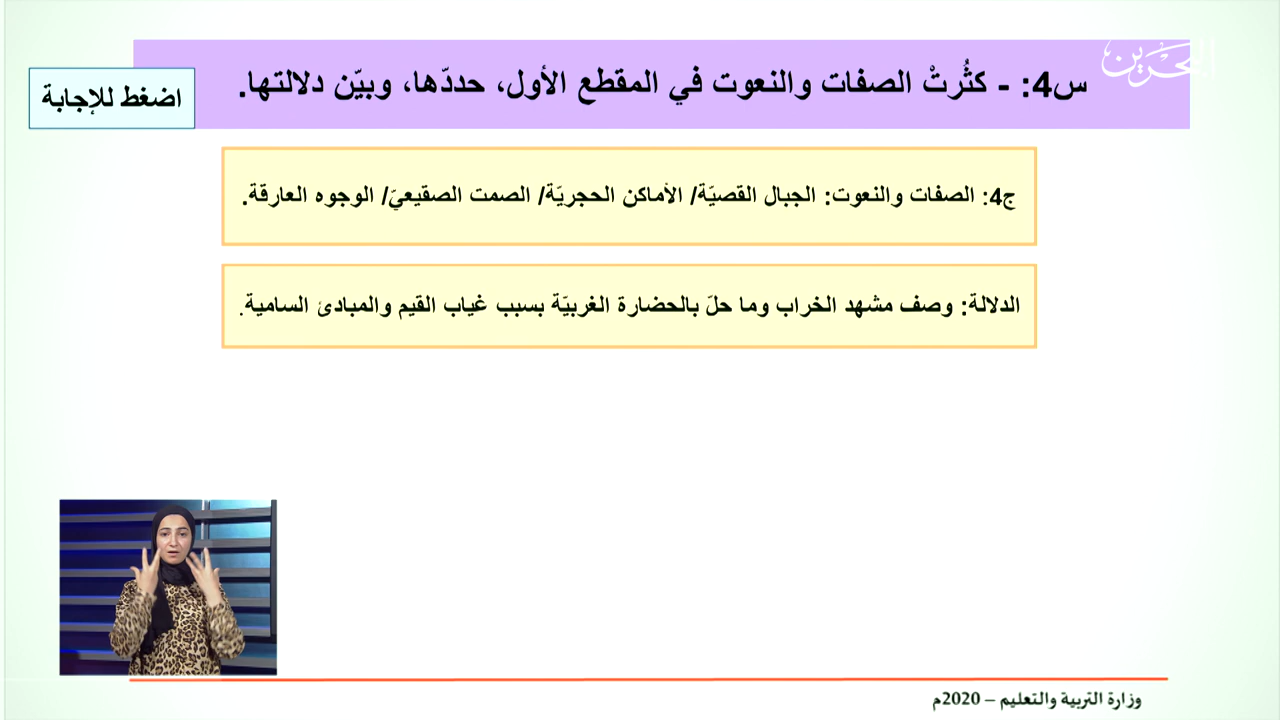 البحرين
س4: - كثُرتْ الصفات والنعوت في المقطع الأول، حددّها، وبيّن دلالتها.
اضغط للإجابة
ج4: الصفات والنعوت: الجبال القصيّة/ الأماكن الحجريّة/ الصمت الصقيعيّ/ الوجوه العارقة.
الدلالة: وصف مشهد الخراب وما حلّ بالحضارة الغربيّة بسبب غياب القيم والمبادئ السامية.
وزارة التربية والتعليم – 2020م